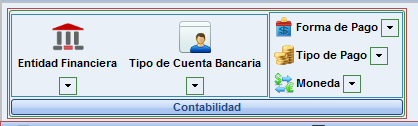 Entidad Financiera
Tipo de Cuenta Bancaria
Forma de Pago
Tipo de Pago
Moneda
Contabilidad